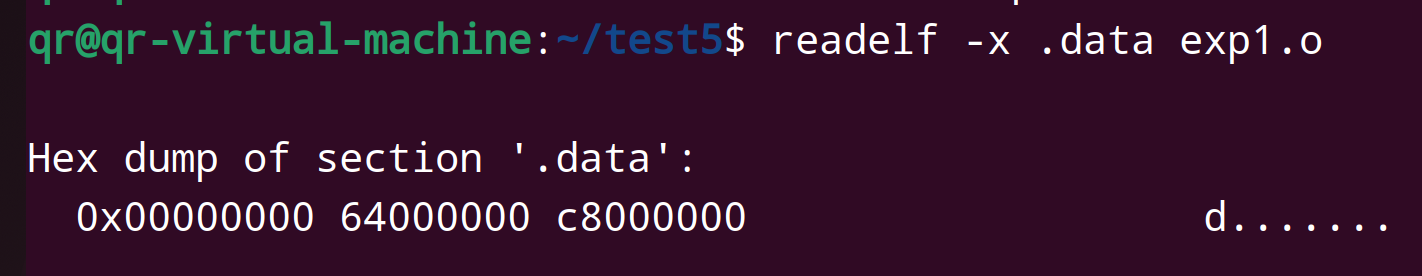 qr@qr-virtual-machine:~/test5$ readelf -x .data exp1.o
Hex dump of section '.data':
0x00000000 64000000 c8000000 d.......